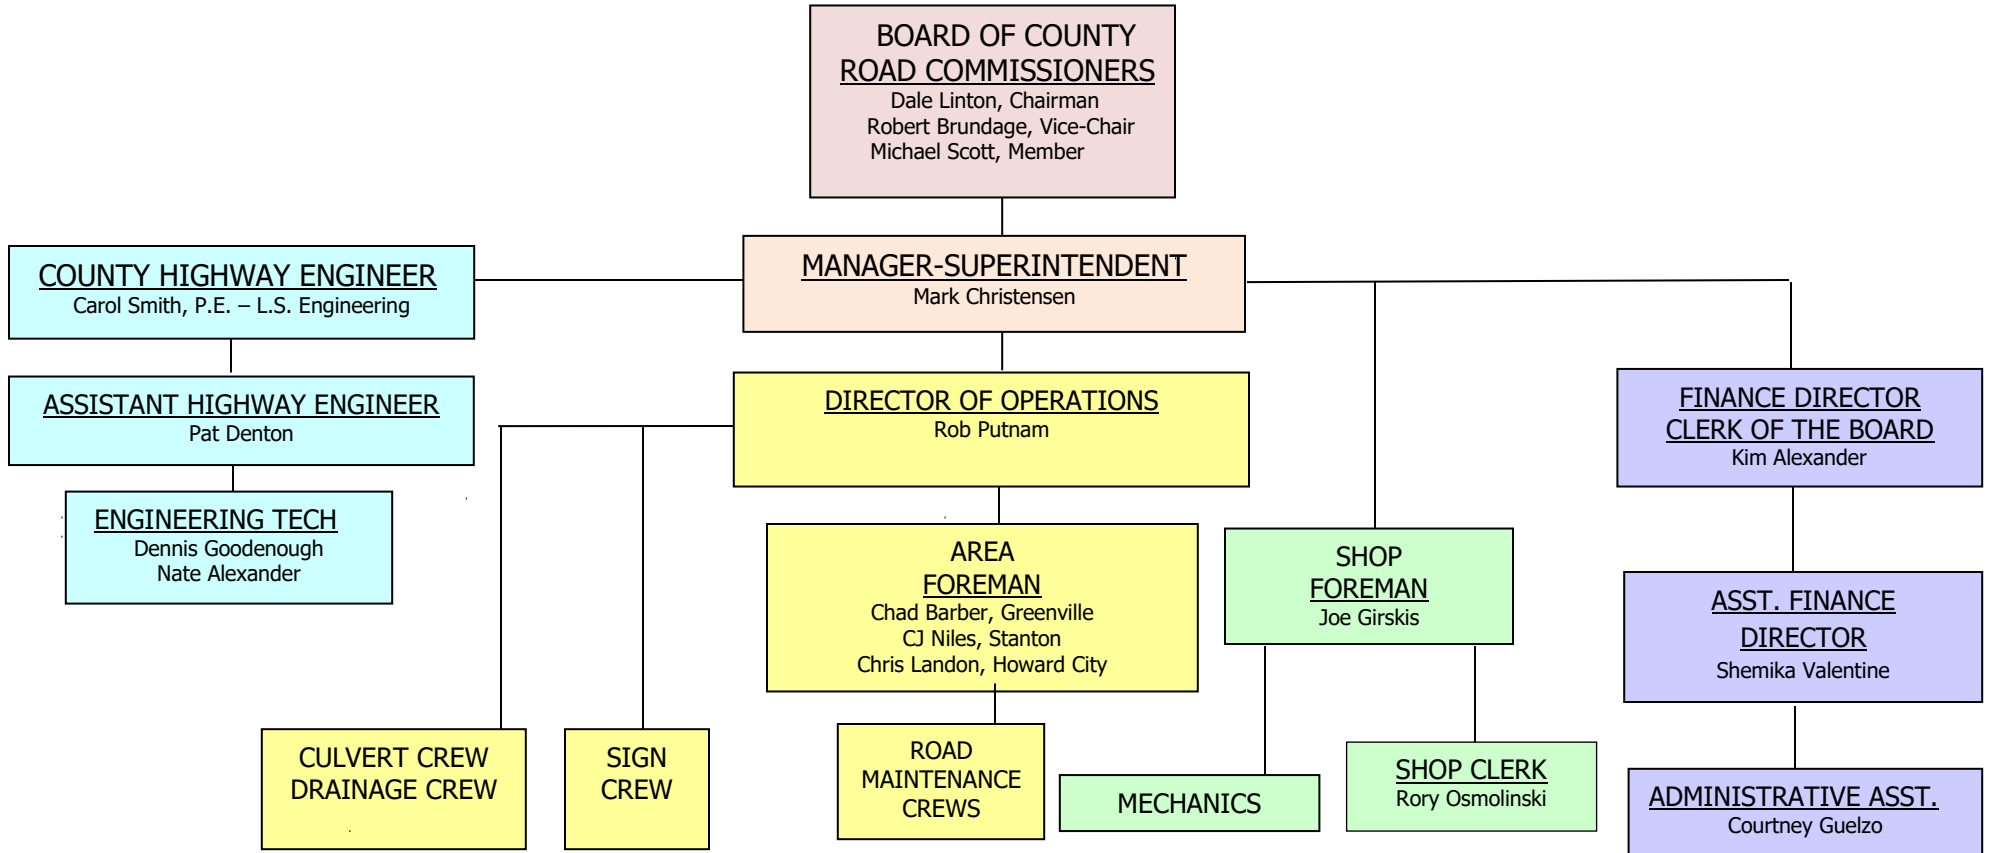 BOARD OF COUNTY
ROAD COMMISSIONERS
Dale Linton, Chairman
Robert Brundage, Vice-Chair
Michael Scott, Member
COUNTY HIGHWAY ENGINEER
Carol Smith, P.E. – L.S. Engineering
MANAGER-SUPERINTENDENT
Mark Christensen
ASSISTANT HIGHWAY ENGINEER
Pat Denton
DIRECTOR OF OPERATIONS
Rob Putnam
FINANCE DIRECTOR
CLERK OF THE BOARD
Kim Alexander
ENGINEERING TECH
Dennis Goodenough
Nate Alexander
AREA
FOREMAN
Chad Barber, Greenville
CJ Niles, Stanton
Chris Landon, Howard City
SHOP
FOREMAN
Joe Girskis
ASST. FINANCE
DIRECTOR
Shemika Valentine
CULVERT CREW
DRAINAGE CREW
SIGN
CREW
ROAD
MAINTENANCE
CREWS
MECHANICS
SHOP CLERK
Rory Osmolinski
ADMINISTRATIVE ASST.
Courtney Guelzo